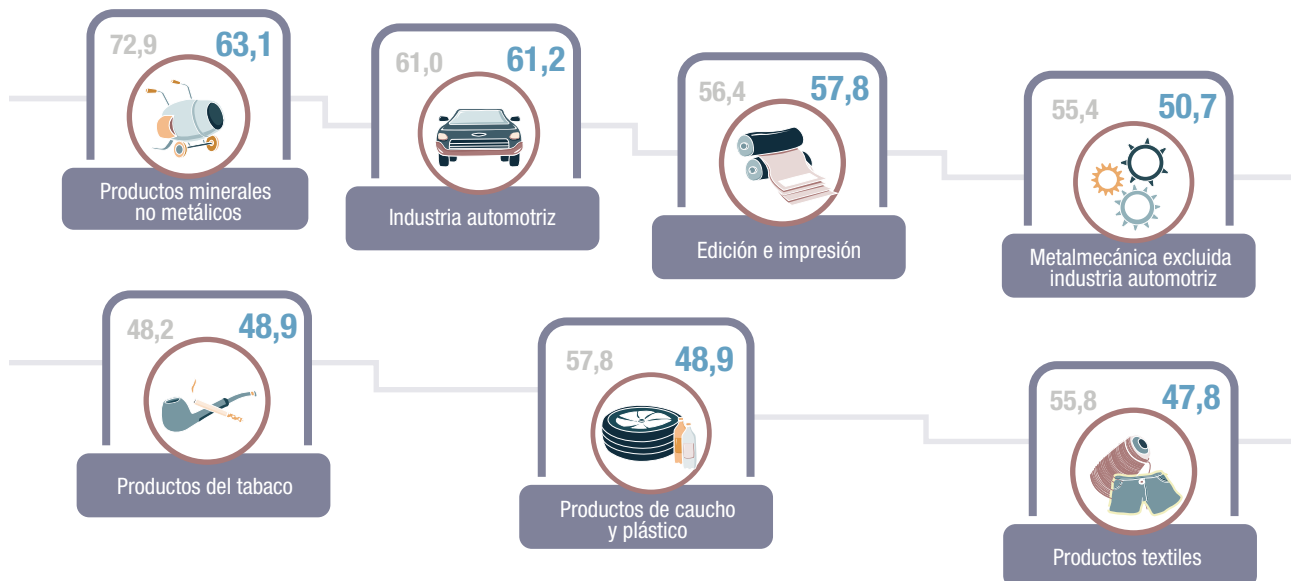 72,9 63,1
Productos minerales
no metálicos
61,0 61,2
Industria automotriz
56,4 57,8
Edición e impresión
55,4 50,7
Metalmecánica excluida
industria automotriz
48,2 48,9
Productos del tabaco
57,8 48,9
Productos de caucho
y plástico
55,8 47,8
Productos textiles